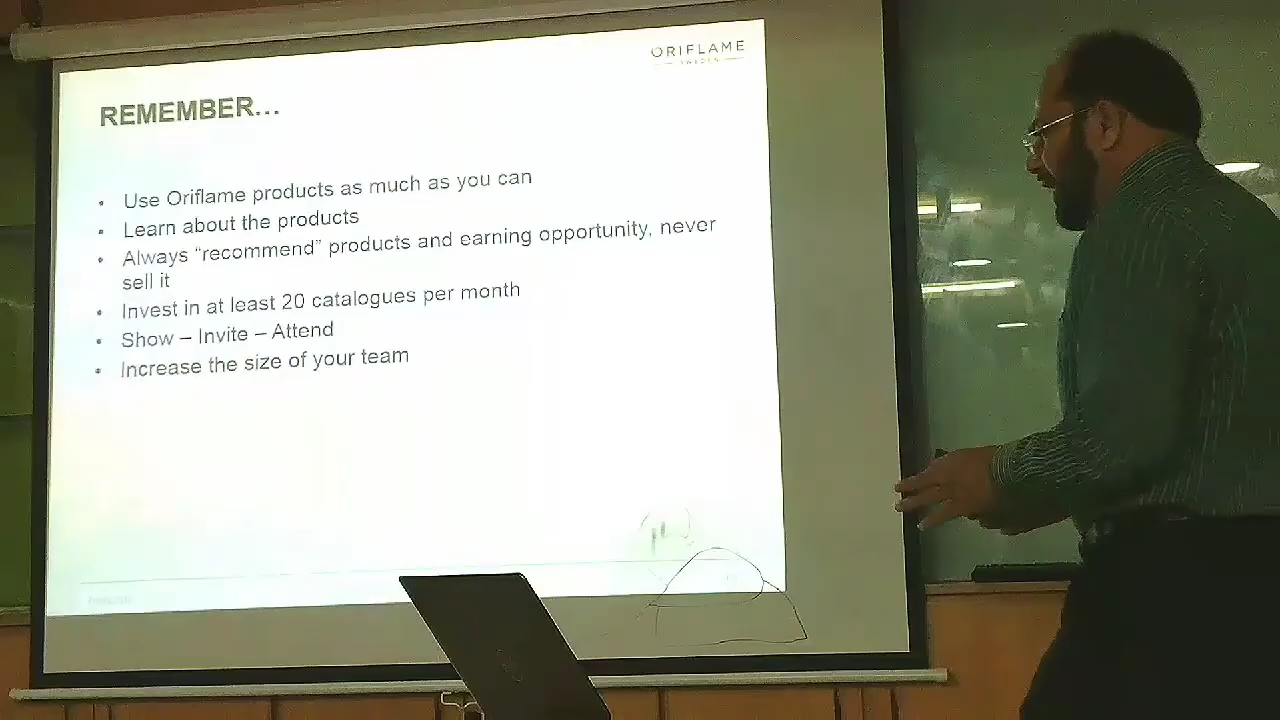 ORIFLAME
SWEDEN
REMEMBER...
• Use Oriflame products as much as you can
• Learn about the products
• Always “recommend” products and earning opportunity, never
sell it
• Invest in at least 20 catalogues per month
• Show – Invite – Attend
• Increase the size of your team